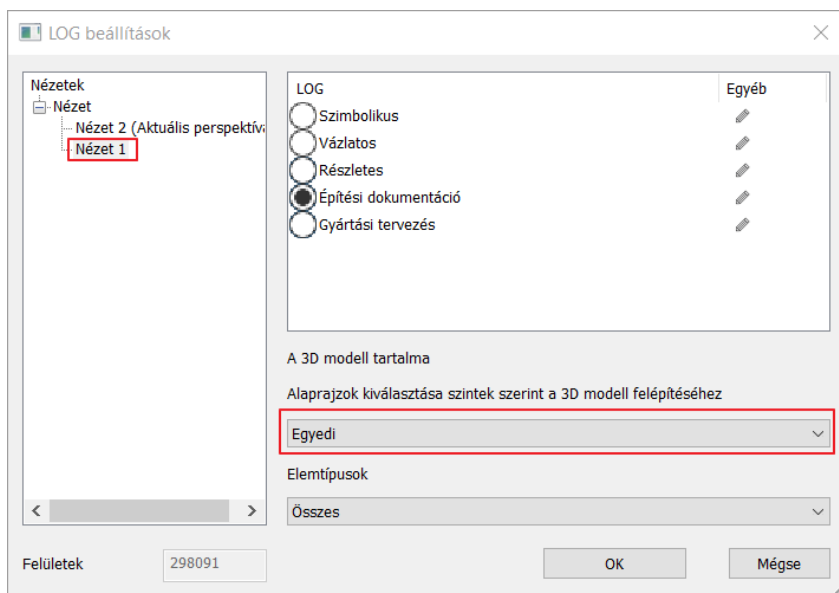 LOG beállítások
Nézetek
Nézet
Nézet 2 (Aktuális perspektív
Nézet 1
LOG Egyéb
Szimbolikus
Vázlatos
Részletes
Építési dokumentáció
Gyártási tervezés
A 3D modell tartalma
Alaprajzok kiválasztása szintek szerint a 3D modell felépítéséhez
Egyedi
Elemtípusok
Összes
Felületek 298091 OK Mégse